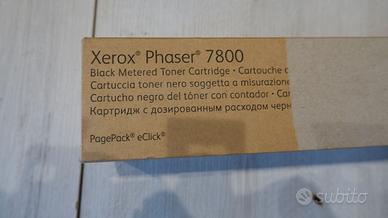 Xerox® Phaser® 7800
Black Metered Toner Cartridge • Cartouche
Cartuccia toner nero soggetta a misurazione
Cartucho negro del tóner con contador • Car
Картридж с дозированным расходом черн
PagePack® eClick®
subito